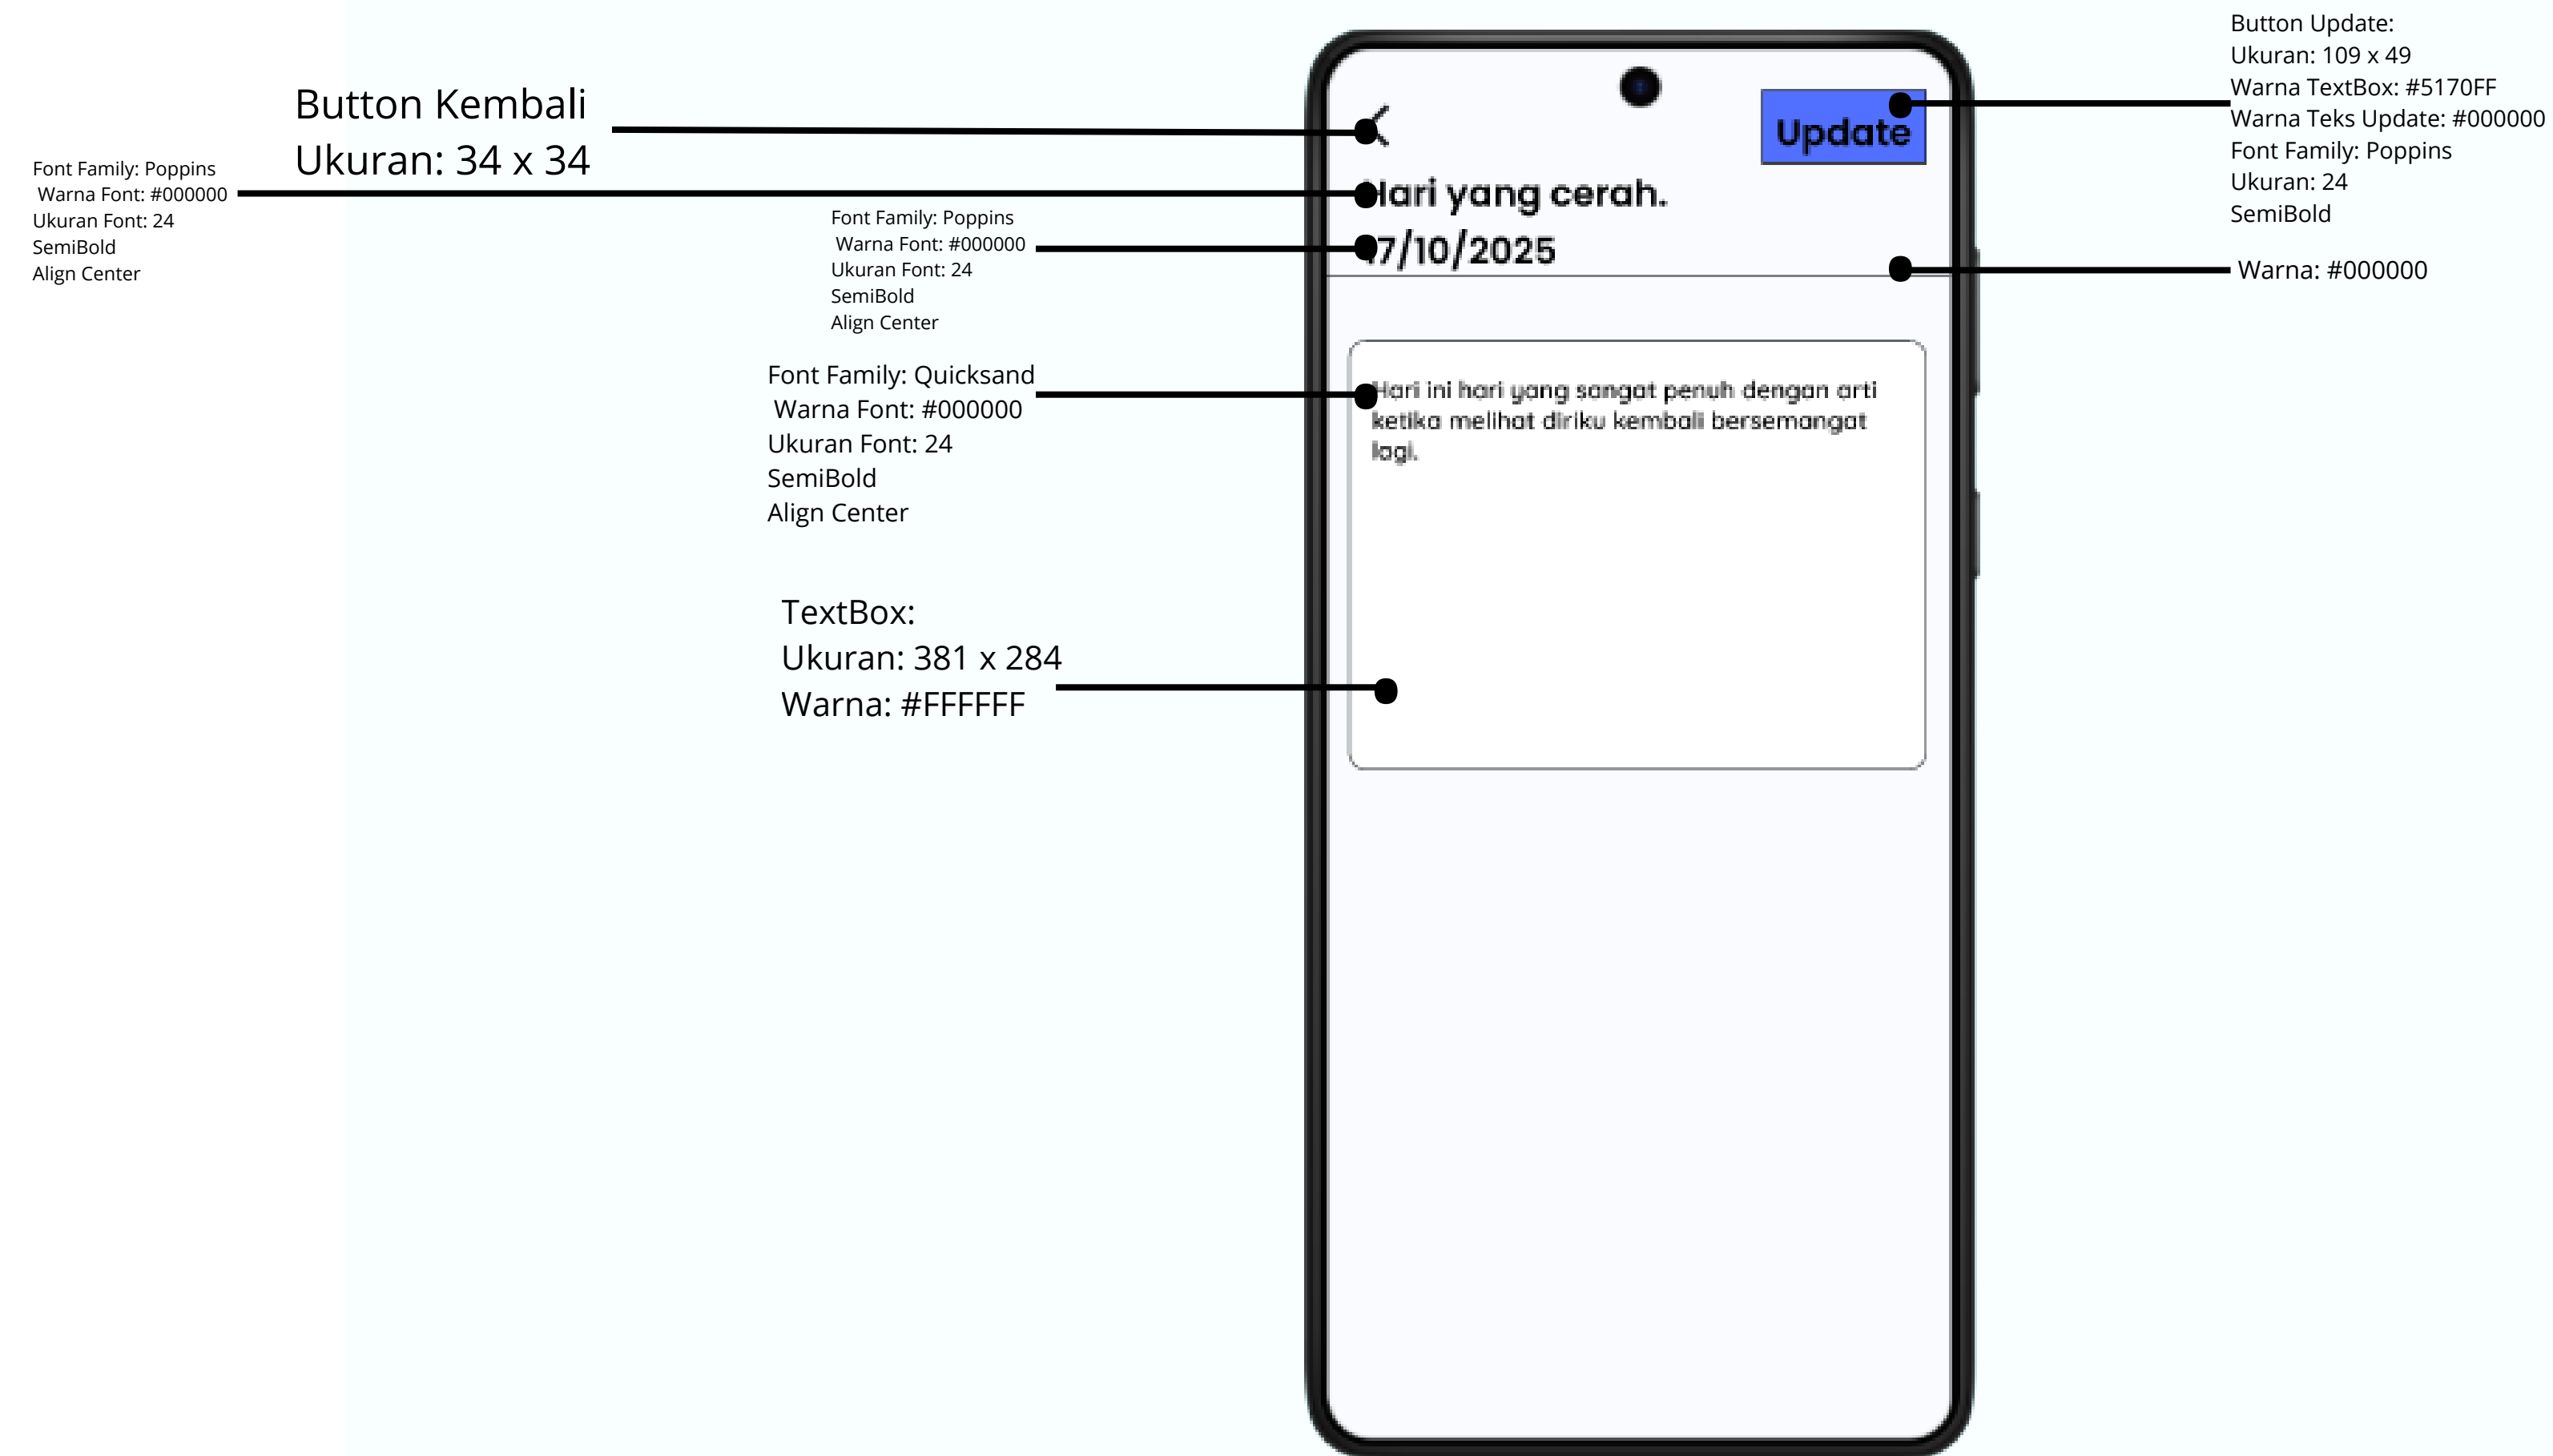 Button Kembali
Ukuran: 34 x 34
Font Family: Poppins
Warna Font: #000000
Ukuran Font: 24
SemiBold
Align Center
Font Family: Poppins
Warna Font: #000000
Ukuran Font: 24
SemiBold
Align Center
Font Family: Quicksand
Warna Font: #000000
Ukuran Font: 24
SemiBold
Align Center
TextBox:
Ukuran: 381 x 284
Warna: #FFFFFF
Update
Hari yang cerah.
17/10/2025
Hari ini hari yang sangat penuh dengan arti
ketika melihat diriku kembali bersemangat
lagi.
Button Update:
Ukuran: 109 x 49
Warna TextBox: #5170FF
Warna Teks Update: #000000
Font Family: Poppins
Ukuran: 24
SemiBold
Warna: #000000